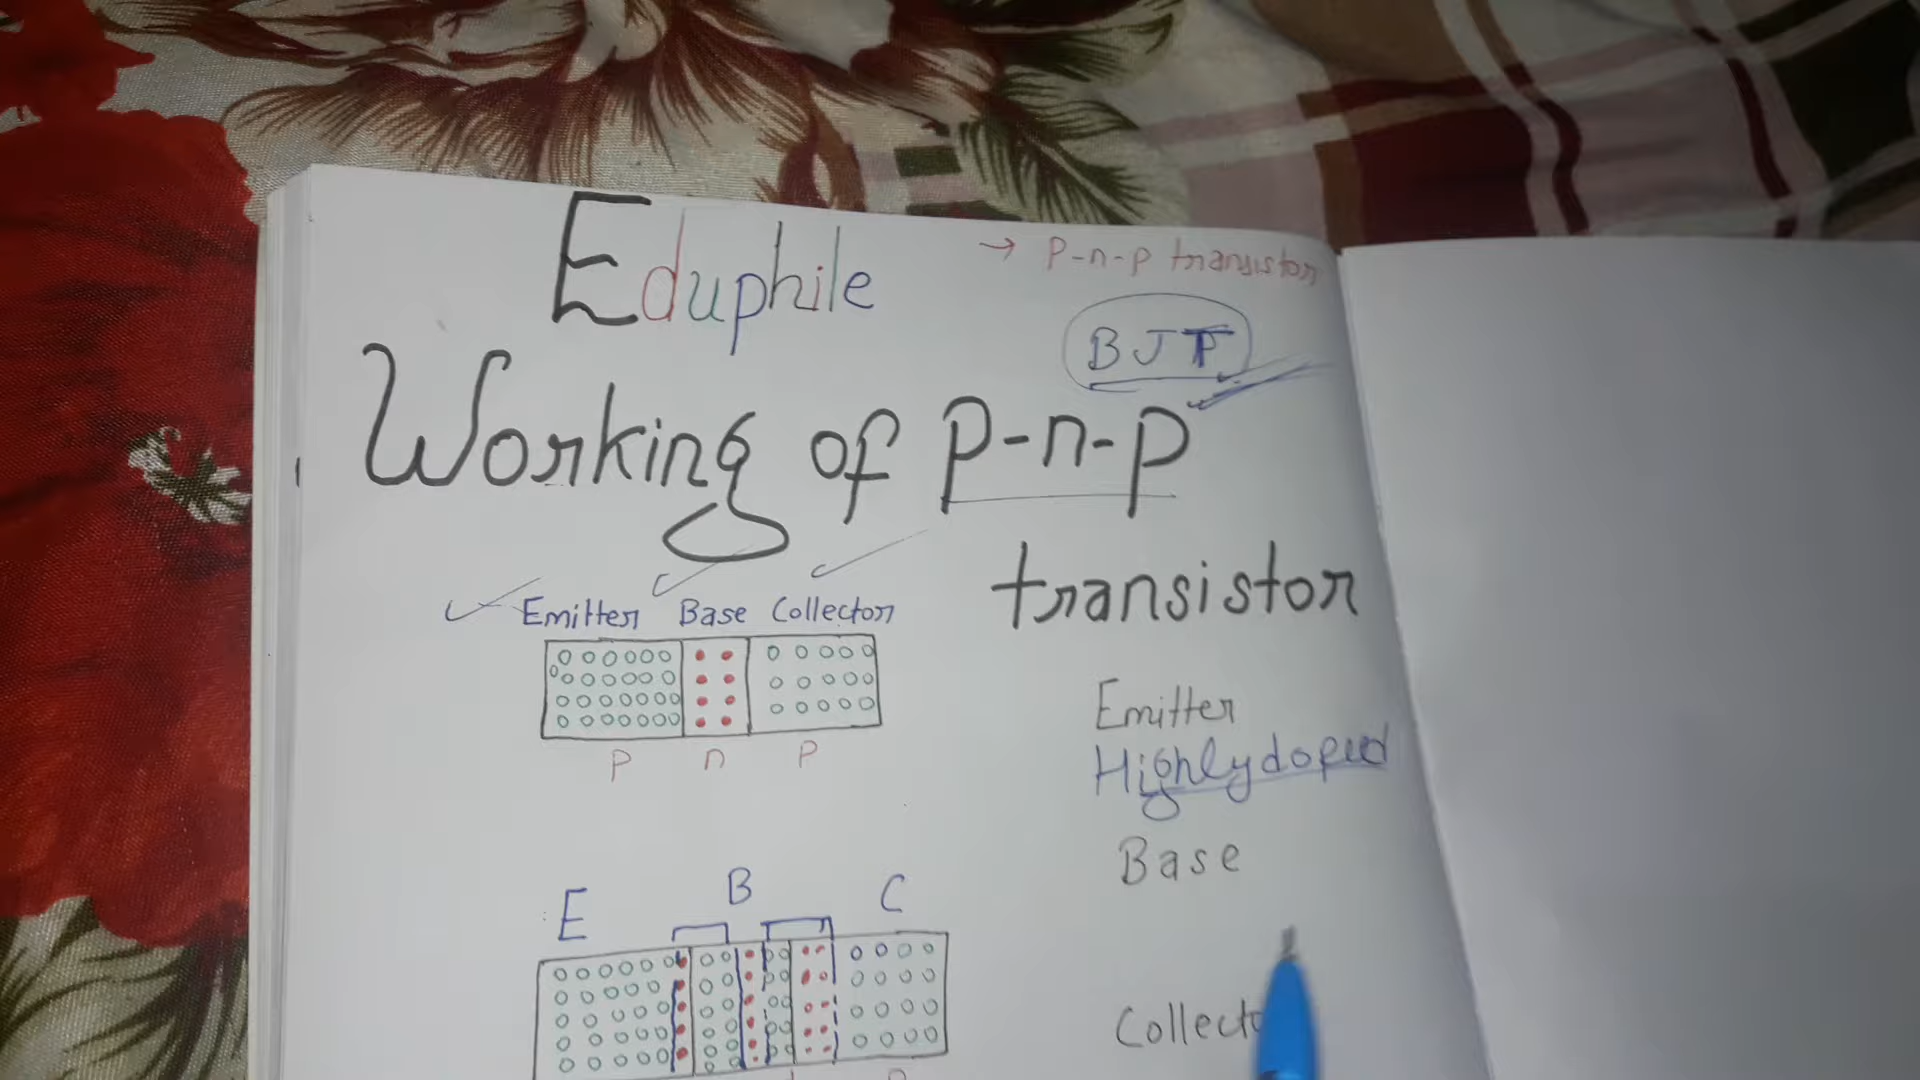 Eduphile
→ P-n-p transistor
BJT
Working of p-n-p
transistor
Emitter Base Collector
P n P
Emitter
Highly doped
Base
E B C